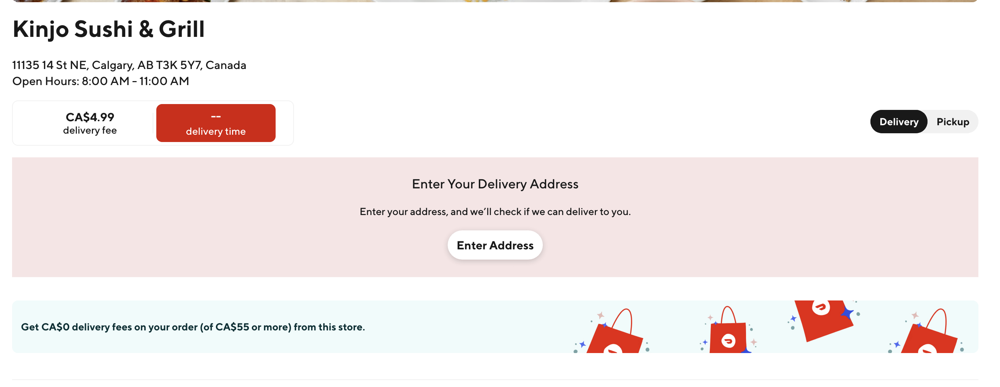 Kinjo Sushi & Grill
11135 14 St NE, Calgary, AB T3K 5Y7, Canada
Open Hours: 8:00 AM - 11:00 AM
CA$4.99
delivery fee
--
delivery time
Delivery
Pickup
Enter Your Delivery Address
Enter your address, and we’ll check if we can deliver to you.
Enter Address
Get CA$0 delivery fees on your order (of CA$55 or more) from this store.